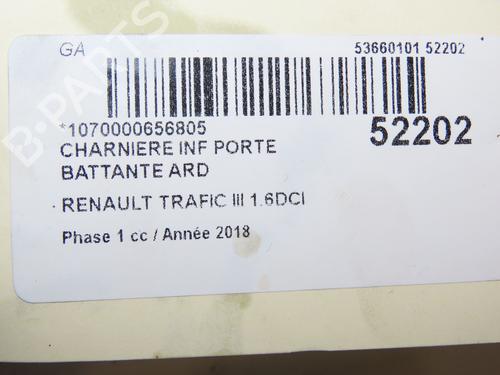 GA
53660101 52202
*1070000656805
52202
CHARNIERE INF PORTE
BATTANTE ARD
RENAULT TRAFIC III 1.6DCI
Phase 1 cc / Année 2018
B-PARTS